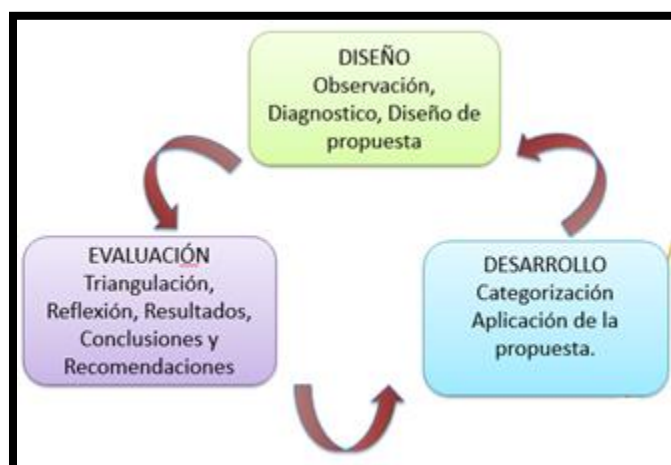 DISEÑO
Observación,
Diagnostico, Diseño de
propuesta
EVALUACIÓN
Triangulación,
Reflexión, Resultados,
Conclusiones y
Recomendaciones
DESARROLLO
Categorización
Aplicación de la
propuesta.